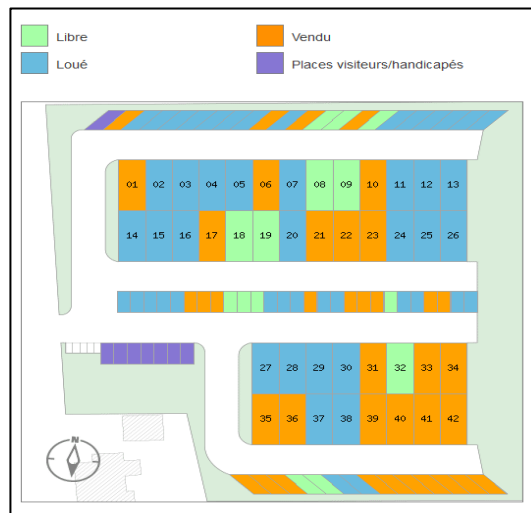 Libre Vendu
Loué Places visiteurs/handicapés
01 02 03 04 05 06 07 08 09 10 11 12 13
14 15 16 17 18 19 20 21 22 23 24 25 26
27 28 29 30 31 32 33 34
35 36 37 38 39 40 41 42
N